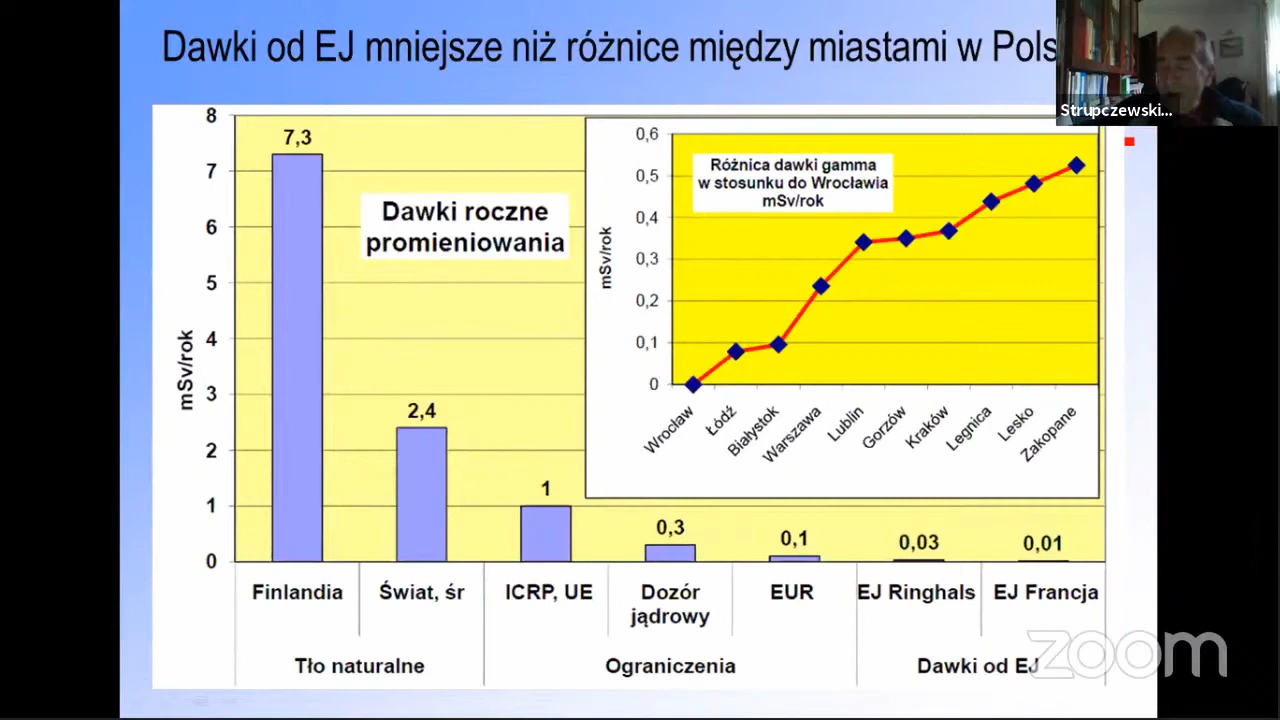 Dawki od EJ mniejsze niż różnice między miastami w Pols
Strupczewski...
8
7
6
5
4
3
2
1
0
mSv/rok
Dawki roczne
promieniowania
7,3
2,4
1
0,3
0,1
0,03
0,01
0,6
0,5
0,4
0,3
0,2
0,1
0
mSv/rok
Różnica dawki gamma
w stosunku do Wrocławia
mSv/rok
Wrocław
Łódź
Białystok
Warszawa
Lublin
Gorzów
Kraków
Legnica
Lesko
Zakopane
Finlandia
Świat, śr
ICRP, UE
Dozór
jądrowy
EUR
EJ Ringhals
EJ Francja
Tło naturalne
Ograniczenia
Dawki od EJ
zoom